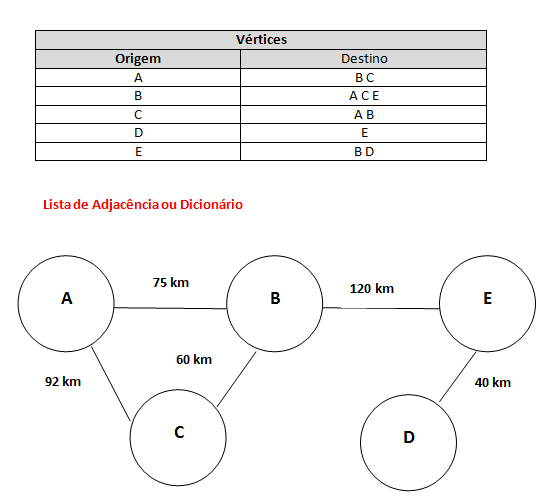 Vértices
Origem Destino
A B C
B A C E
C A B
D E
E B D
Lista de Adjacência ou Dicionário
75 km
120 km
A B E
60 km
92 km
40 km
C
D